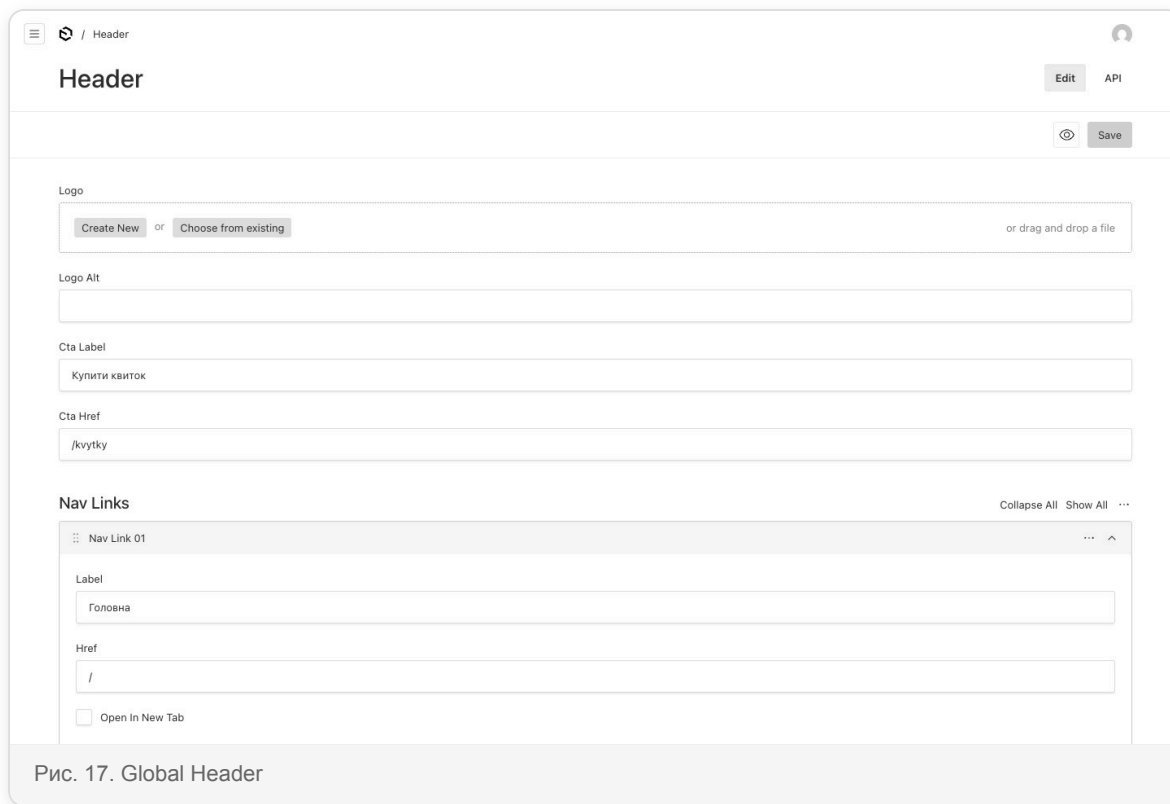 / Header
Header
Edit API
Save
Logo
Create New or Choose from existing or drag and drop a file
Logo Alt
Cta Label
Купити квиток
Cta Href
/kvytky
Nav Links Collapse All Show All ...
Nav Link 01 ...
Label
Головна
Href
/
Open In New Tab
Рис. 17. Global Header